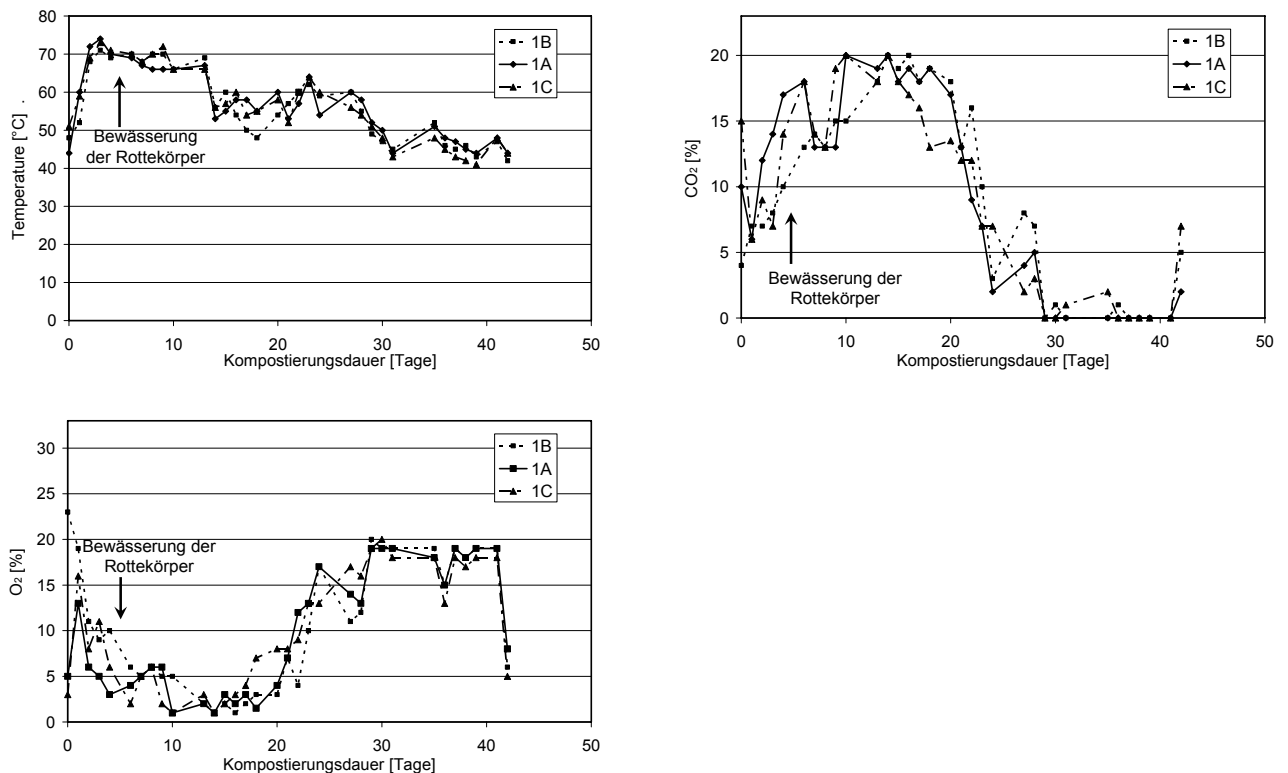 80
70
60
50
40
30
20
10
0
Temperature [°C] .
1B
1A
1C
Bewässerung
der Rottekörper
0 10 20 30 40 50
Kompostierungsdauer [Tage]
20
15
10
5
0
CO2 [%]
1B
1A
1C
Bewässerung der
Rottekörper
0 10 20 30 40 50
Kompostierungsdauer [Tage]
30
25
20
15
10
5
0
O2 [%]
1B
1A
1C
Bewässerung der
Rottekörper
0 10 20 30 40 50
Kompostierungsdauer [Tage]